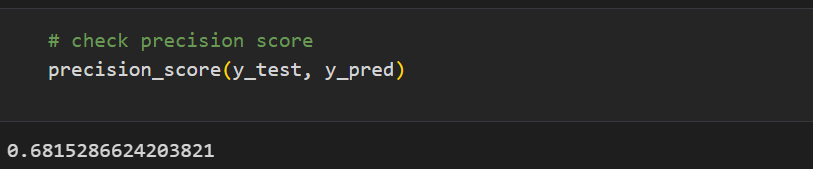 # check precision score
precision_score(y_test, y_pred)
0.6815286624203821